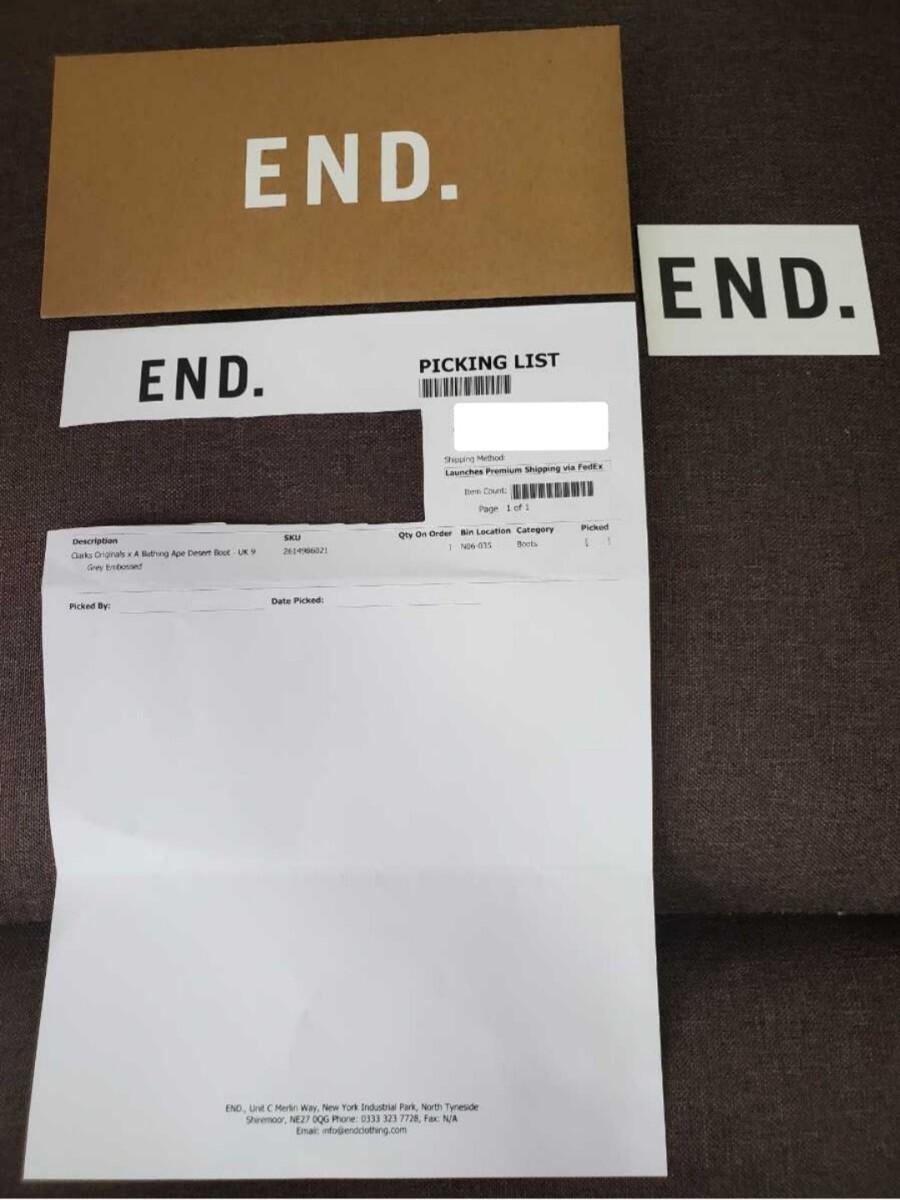 END.
END.
END.
PICKING LIST
Shipping Method:
Launches Premium Shipping via FedEx
Item Count:
Page 1 of 1
Description SKU Qty On Order Bin Location Category Picked
Clarks Originals x A Bathing Ape Desert Boot - UK 9 2614986021 1 N06-035 Boots
Grey Embossed
Picked By: Date Picked:
END., Unit C Merlin Way, New York Industrial Park, North Tyneside
Shiremoor, NE27 0QG Phone: 0333 323 7728, Fax: N/A
Email: info@endclothing.com